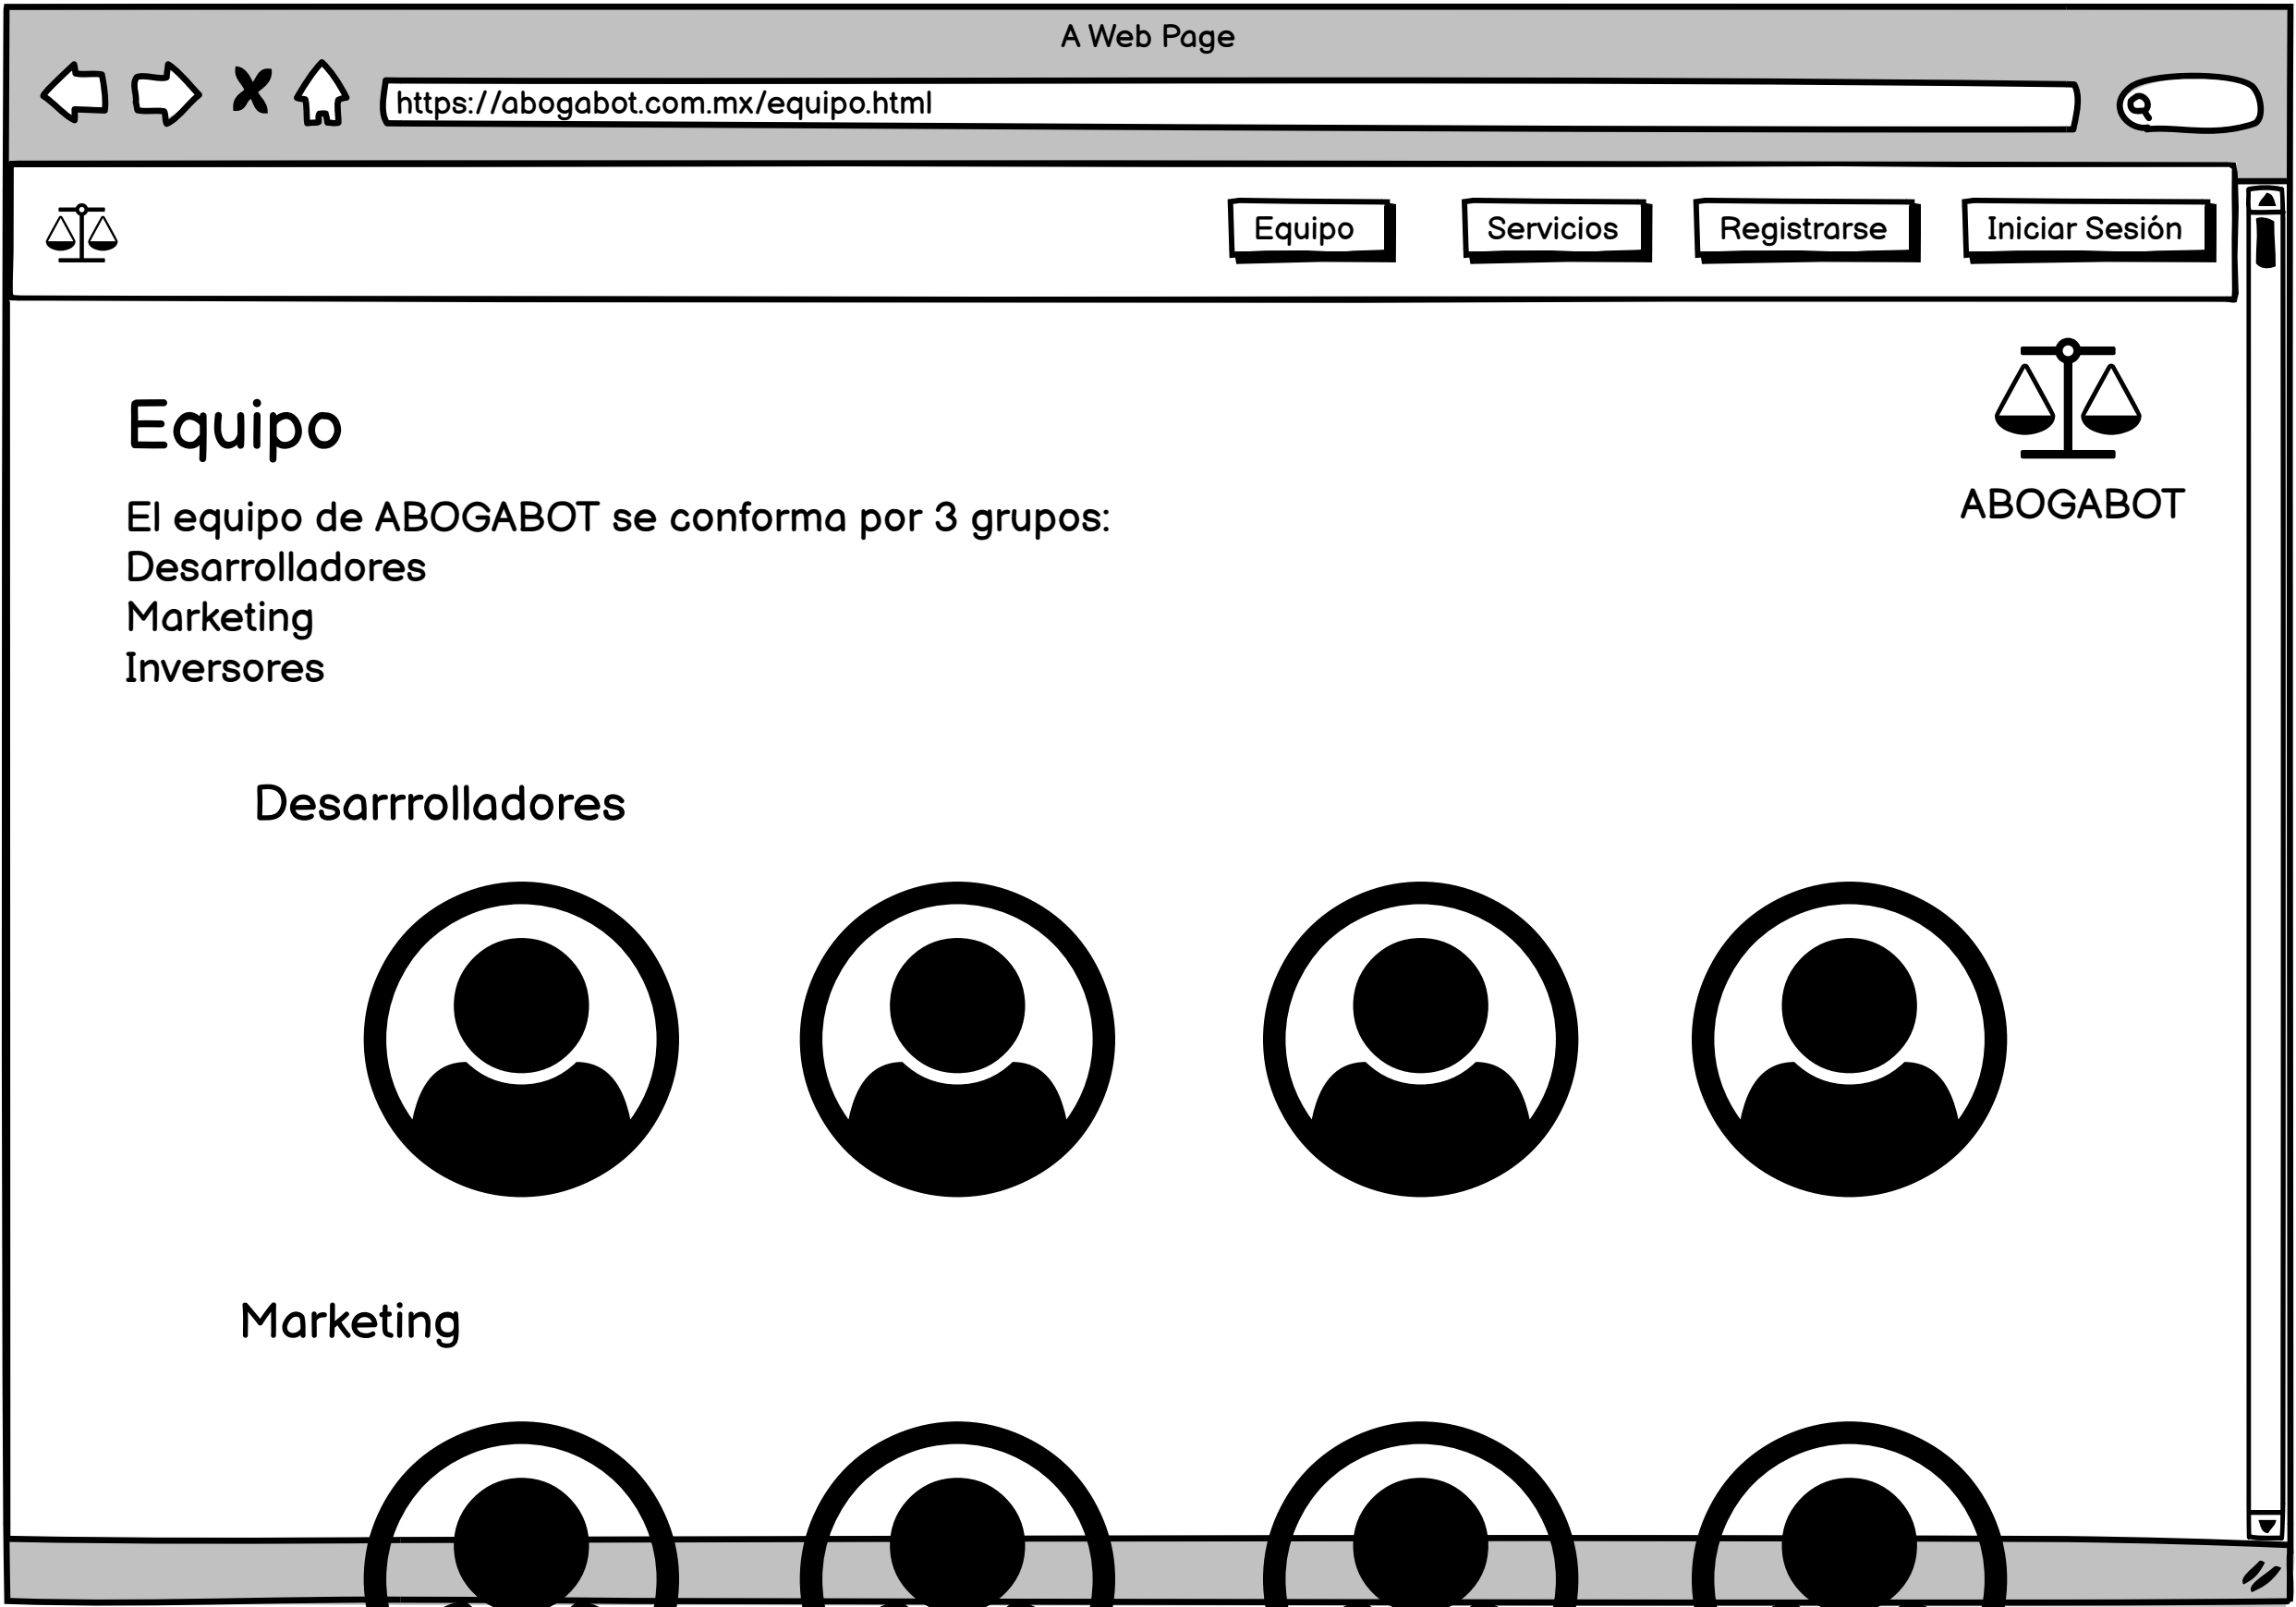 A Web Page
https://abogabot.com.mx/equipo.html
Equipo
Servicios
Registrarse
Iniciar Sesión
Equipo
ABOGABOT
El equipo de ABOGABOT se conforma por 3 grupos:
Desarrolladores
Marketing
Inversores
Desarrrolladores
Marketing